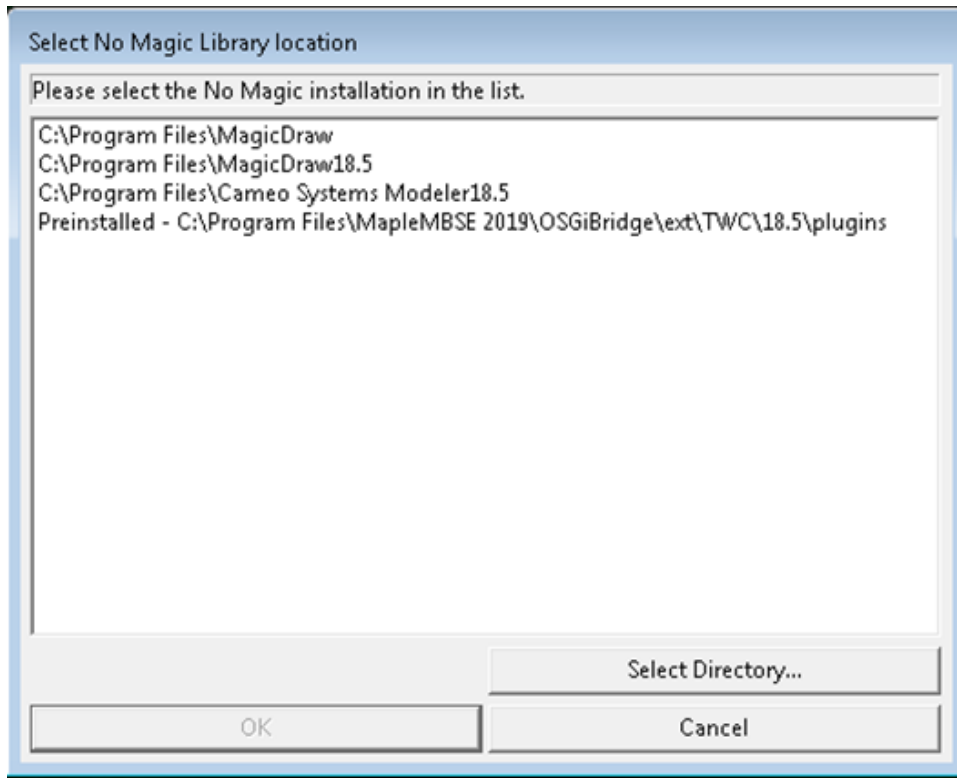 Select No Magic Library location
Please select the No Magic installation in the list.
C:\Program Files\MagicDraw
C:\Program Files\MagicDraw18.5
C:\Program Files\Cameo Systems Modeler18.5
Preinstalled - C:\Program Files\MapleMBSE 2019\OSGiBridge\ext\TWC\18.5\plugins
Select Directory...
OK
Cancel